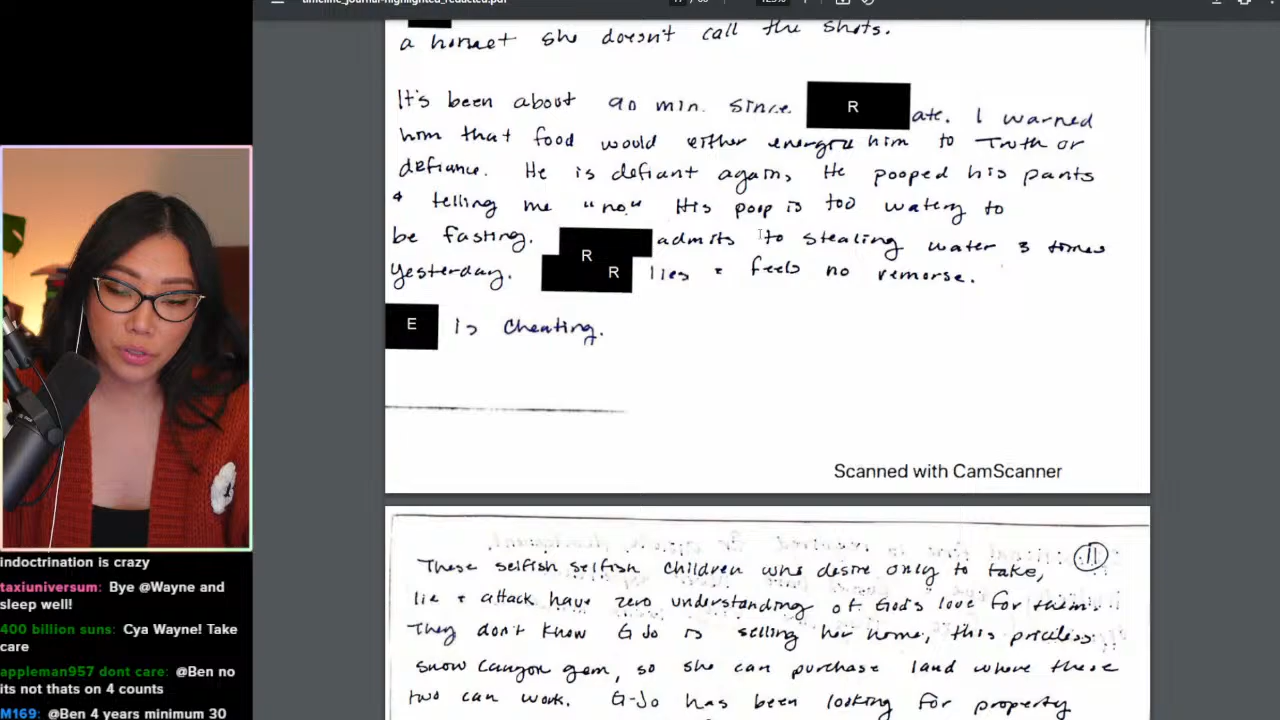 timeline_journal-highlighted_redacted.pdf
a hornet she doesn't call the shots.
It's been about 90 min. since R ate. I warned
him that food would either energize him to Truth or
defiance. He is defiant again, He pooped his pants
& telling me "no" His poop is too watery to
be fasting. R admits to stealing water 3 times
yesterday. R lies & feels no remorse.
E is cheating.
Scanned with CamScanner
11
These selfish selfish children who desire only to take,
lie & attack have zero understanding of God's love for them.
They don't know G Jo is selling her home, this priceless
snow canyon gem, so she can purchase land where these
two can work. G-Jo has been looking for property
indoctrination is crazy
taxiuniversum: Bye @Wayne and
sleep well!
400 billion suns: Cya Wayne! Take
care
appleman957 dont care: @Ben no
its not thats on 4 counts
M169: @Ben 4 years minimum 30